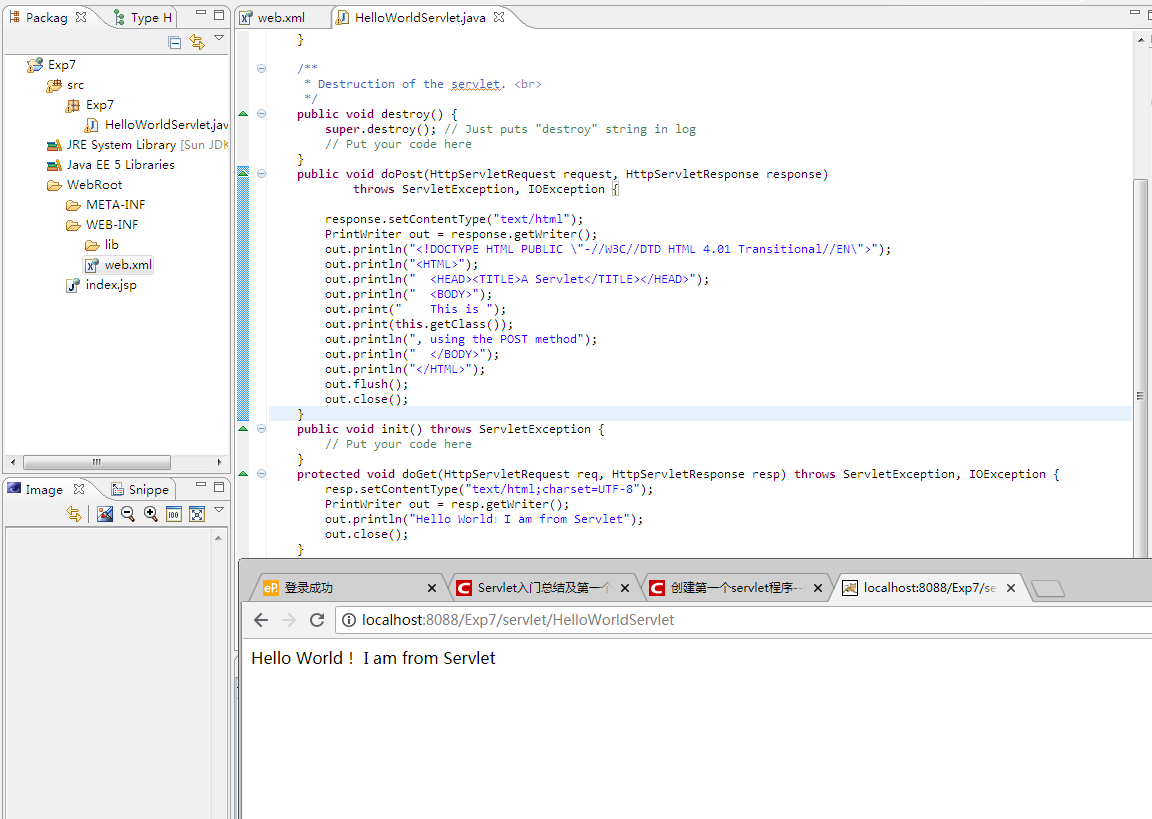 Packag
Type H
Exp7
src
Exp7
HelloWorldServlet.jav
JRE System Library [Sun JDK
Java EE 5 Libraries
WebRoot
META-INF
WEB-INF
lib
web.xml
index.jsp
Image
Snippe
web.xml
HelloWorldServlet.java
}
/**
* Destruction of the servlet. <br>
*/
public void destroy() {
super.destroy(); // Just puts "destroy" string in log
// Put your code here
}
public void doPost(HttpServletRequest request, HttpServletResponse response)
throws ServletException, IOException {
response.setContentType("text/html");
PrintWriter out = response.getWriter();
out.println("<!DOCTYPE HTML PUBLIC \"-//W3C//DTD HTML 4.01 Transitional//EN\">");
out.println("<HTML>");
out.println("  <HEAD><TITLE>A Servlet</TITLE></HEAD>");
out.println("  <BODY>");
out.print("    This is ");
out.print(this.getClass());
out.println(", using the POST method");
out.println("  </BODY>");
out.println("</HTML>");
out.flush();
out.close();
}
public void init() throws ServletException {
// Put your code here
}
protected void doGet(HttpServletRequest req, HttpServletResponse resp) throws ServletException, IOException {
resp.setContentType("text/html;charset=UTF-8");
PrintWriter out = resp.getWriter();
out.println("Hello World！I am from Servlet");
out.close();
}
eP. 登录成功
C Servlet入门总结及第一个
C 创建第一个servlet程序--
localhost:8088/Exp7/se
localhost:8088/Exp7/servlet/HelloWorldServlet
Hello World！ I am from Servlet